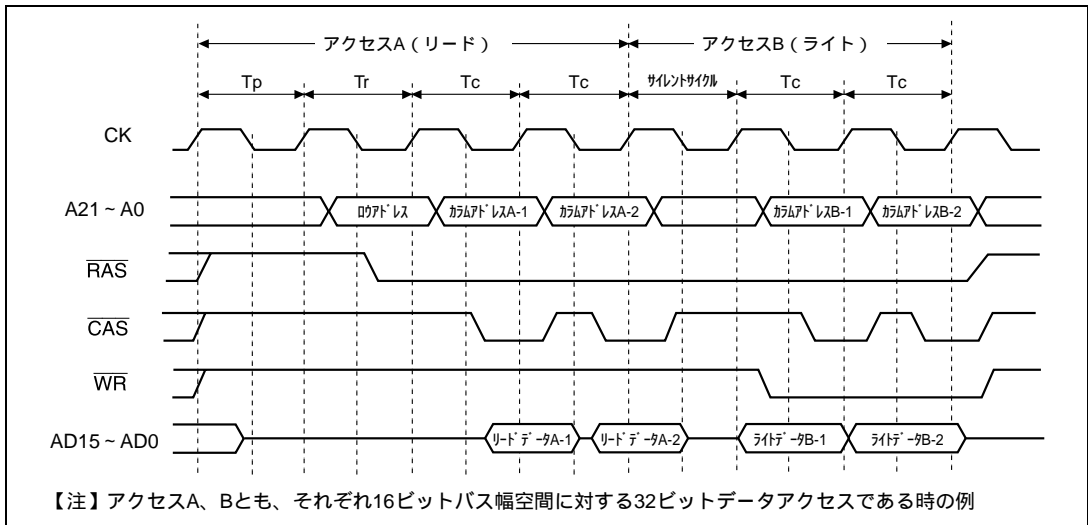 アクセスA（リード） アクセスB（ライト）
Tp Tr Tc Tc ｻｲﾚﾝﾄｻｲｸﾙ Tc Tc
CK
A21～A0 ﾛｳｱﾄﾞﾚｽ ｶﾗﾑｱﾄﾞﾚｽA-1 ｶﾗﾑｱﾄﾞﾚｽA-2 ｶﾗﾑｱﾄﾞﾚｽB-1 ｶﾗﾑｱﾄﾞﾚｽB-2
RAS
CAS
WR
AD15～AD0 ﾘｰﾄﾞﾃﾞｰﾀA-1 ﾘｰﾄﾞﾃﾞｰﾀA-2 ﾗｲﾄﾃﾞｰﾀB-1 ﾗｲﾄﾃﾞｰﾀB-2
【注】アクセスA、Bとも、それぞれ16ビットバス幅空間に対する32ビットデータアクセスである時の例